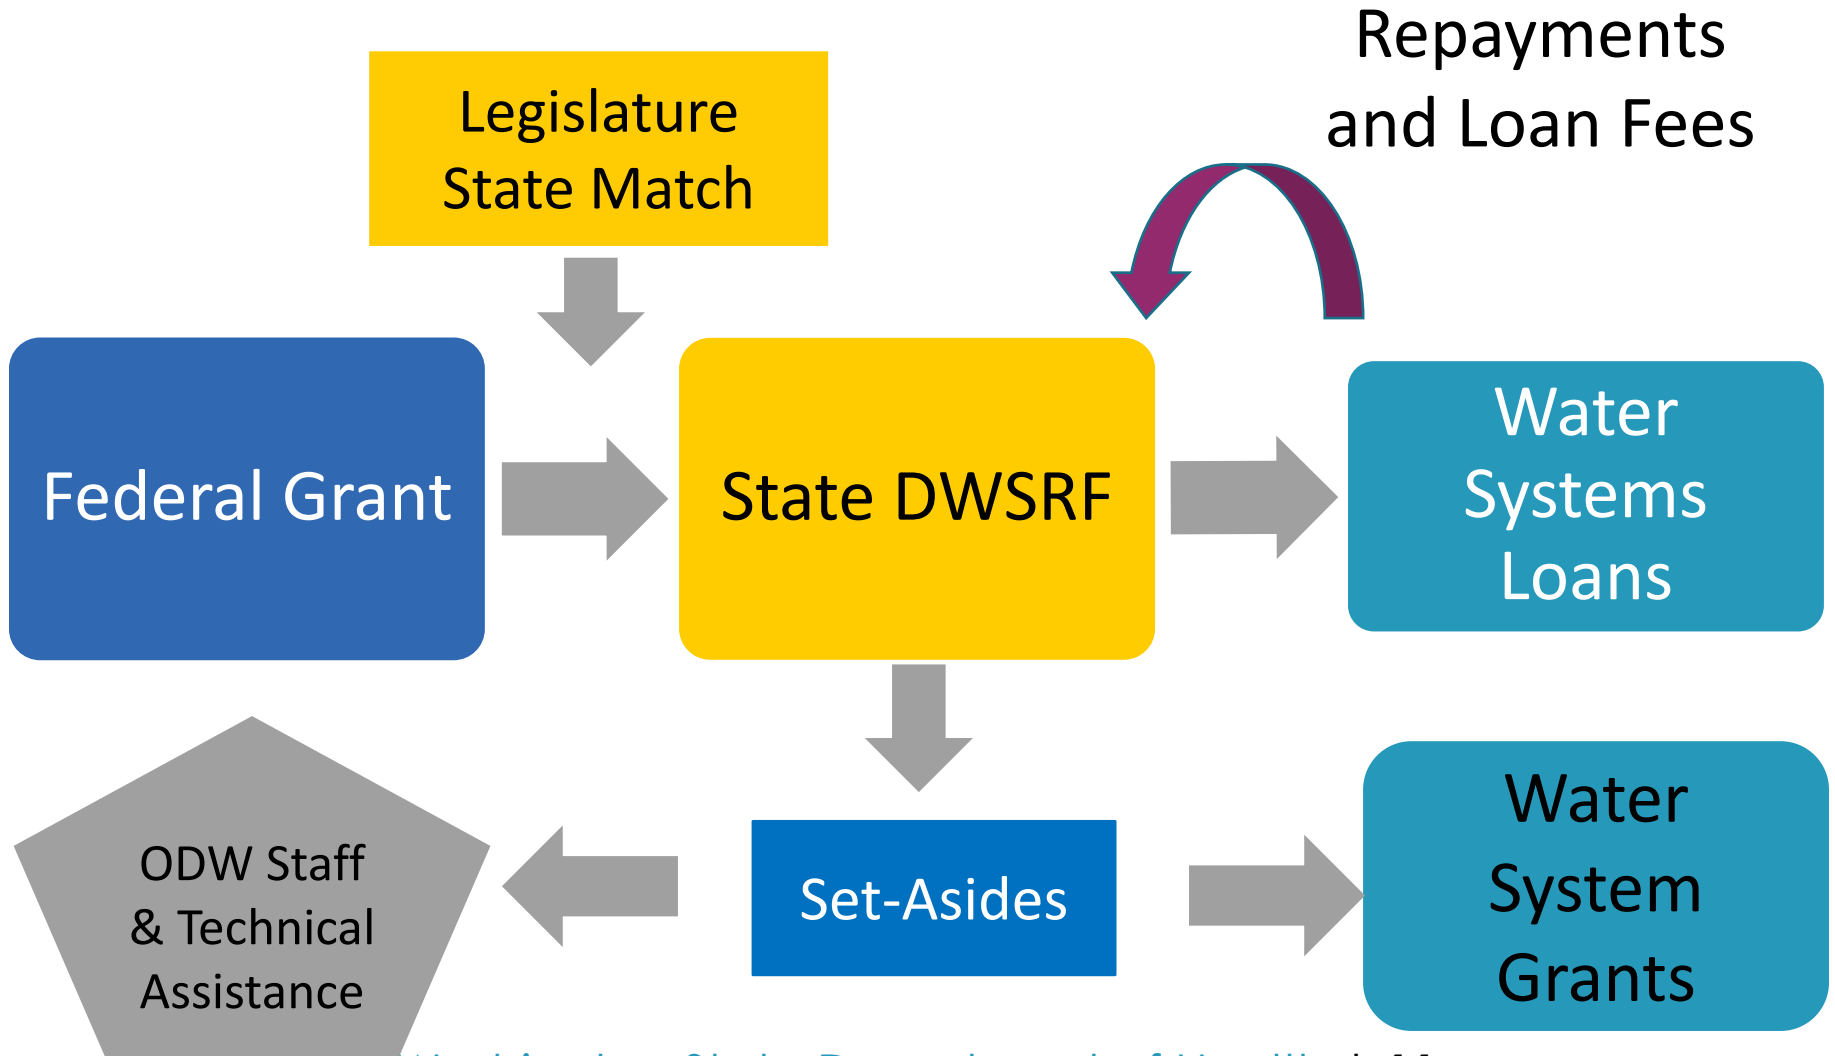 Repayments
and Loan Fees
Legislature
State Match
Federal Grant
State DWSRF
Water
Systems
Loans
ODW Staff
& Technical
Assistance
Set-Asides
Water
System
Grants